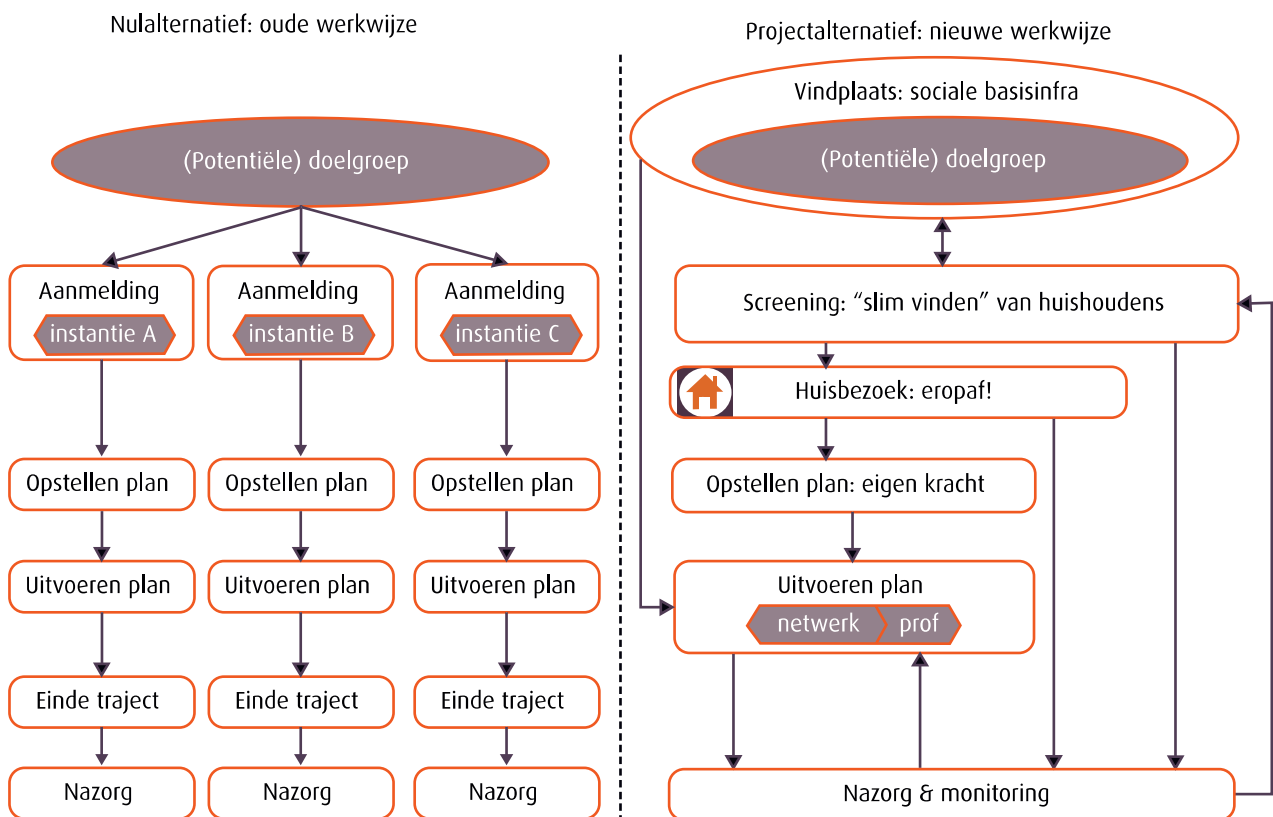 Nulalternatief: oude werkwijze
(Potentiële) doelgroep
Aanmelding
instantie A
Aanmelding
instantie B
Aanmelding
instantie C
Opstellen plan
Opstellen plan
Opstellen plan
Uitvoeren plan
Uitvoeren plan
Uitvoeren plan
Einde traject
Einde traject
Einde traject
Nazorg
Nazorg
Nazorg
Projectalternatief: nieuwe werkwijze
Vindplaats: sociale basisinfra
(Potentiële) doelgroep
Screening: “slim vinden” van huishoudens
Huisbezoek: eropaf!
Opstellen plan: eigen kracht
Uitvoeren plan
netwerk
prof
Nazorg & monitoring